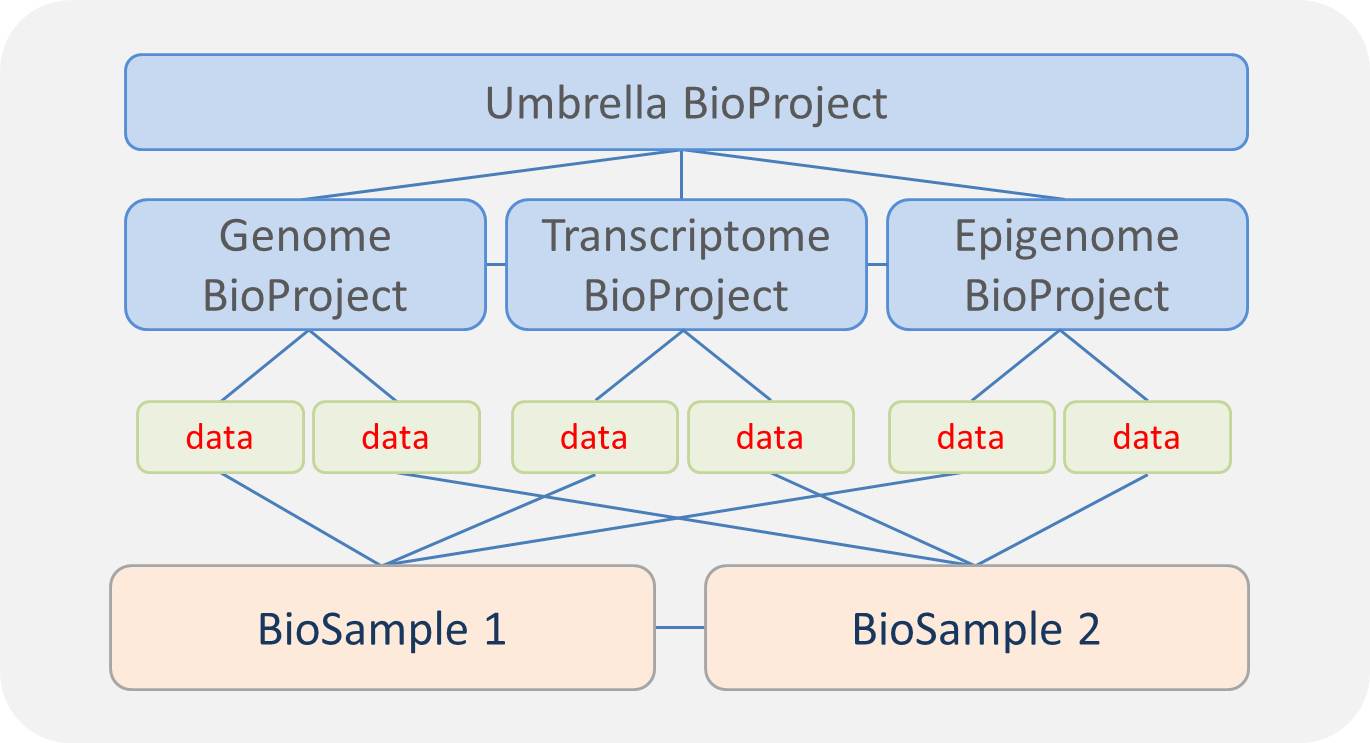 Umbrella BioProject
Genome
BioProject
Transcriptome
BioProject
Epigenome
BioProject
data
data
data
data
data
data
BioSample 1
BioSample 2